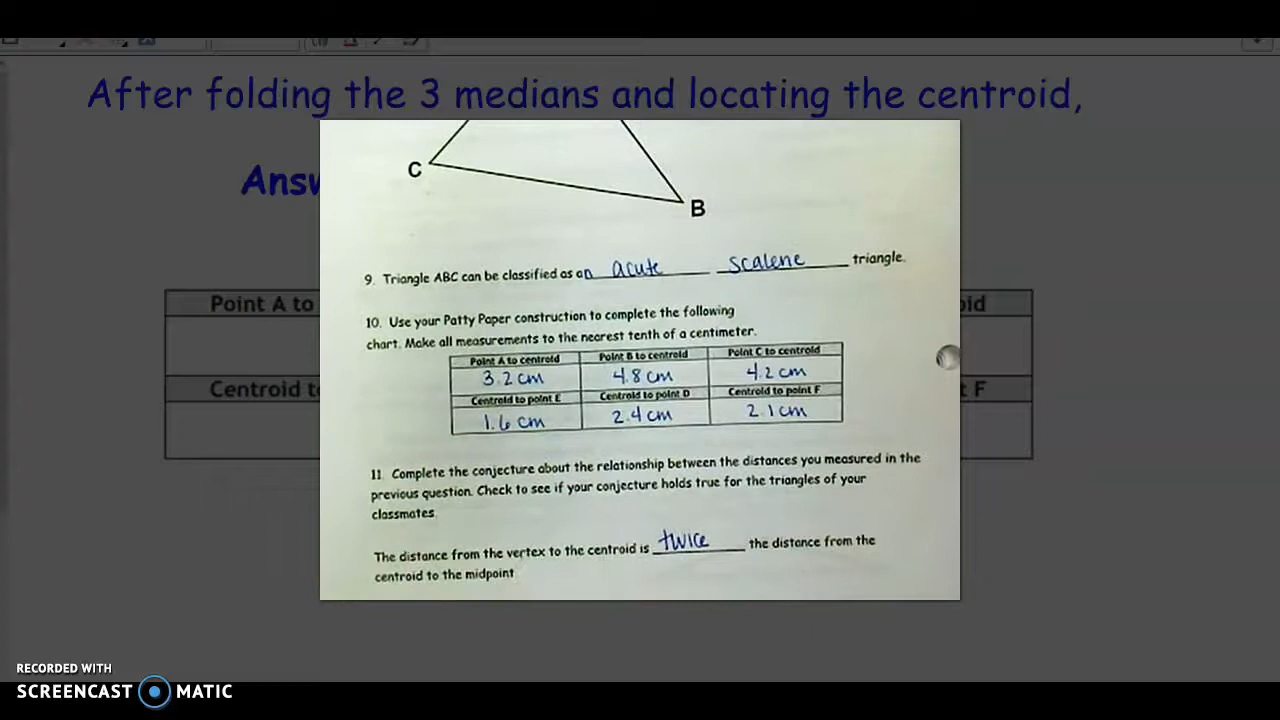 After folding the 3 medians and locating the centroid,
Answ
C
B
9. Triangle ABC can be classified as an acute scalene triangle.
10. Use your Patty Paper construction to complete the following
chart. Make all measurements to the nearest tenth of a centimeter.
Point A to
oid
Point A to centroid Point B to centroid Point C to centroid
3.2 cm 4.8 cm 4.2 cm
Centroid to
t F
Centroid to point E Centroid to point D Centroid to point F
1.6 cm 2.4 cm 2.1 cm
11. Complete the conjecture about the relationship between the distances you measured in the
previous question. Check to see if your conjecture holds true for the triangles of your
classmates.
The distance from the vertex to the centroid is twice the distance from the
centroid to the midpoint
RECORDED WITH
SCREENCAST MATIC